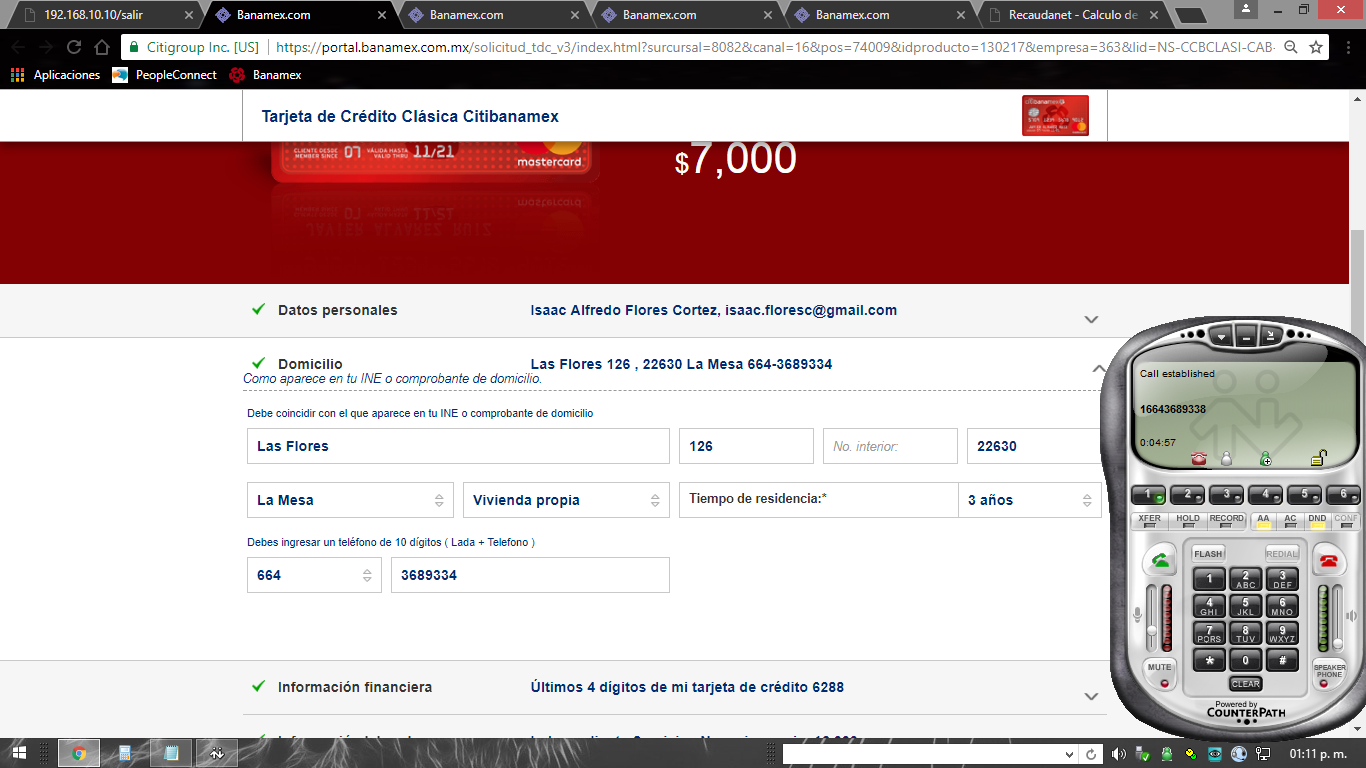 192.168.10.10/salir
Banamex.com
Banamex.com
Banamex.com
Banamex.com
Recaudanet - Calculo de
Citigroup Inc. [US]
https://portal.banamex.com.mx/solicitud_tdc_v3/index.html?surcursal=8082&canal=16&pos=74009&idproducto=130217&empresa=363&lid=NS-CCBCLASI-CAB-
Aplicaciones
PeopleConnect
Banamex
Tarjeta de Crédito Clásica Citibanamex
CLIENTE DESDE
MEMBER SINCE
07
VÁLIDA HASTA
VALID THRU
11/21
mastercard
$7,000
Datos personales
Isaac Alfredo Flores Cortez, isaac.floresc@gmail.com
Domicilio
Las Flores 126 , 22630 La Mesa 664-3689334
Como aparece en tu INE o comprobante de domicilio.
Debe coincidir con el que aparece en tu INE o comprobante de domicilio
Las Flores
126
No. interior:
22630
La Mesa
Vivienda propia
Tiempo de residencia:*
3 años
Debes ingresar un teléfono de 10 dígitos ( Lada + Telefono )
664
3689334
Información financiera
Últimos 4 dígitos de mi tarjeta de crédito 6288
Call established
16643689338
0:04:57
1
2
3
4
5
6
XFER
HOLD
RECORD
AA
AC
DND
CONF
FLASH
REDIAL
1
2 ABC
3 DEF
4 GHI
5 JKL
6 MNO
7 PQRS
8 TUV
9 WXYZ
*
0
#
MUTE
CLEAR
SPEAKER
PHONE
Powered by
COUNTERPATH
01:11 p. m.